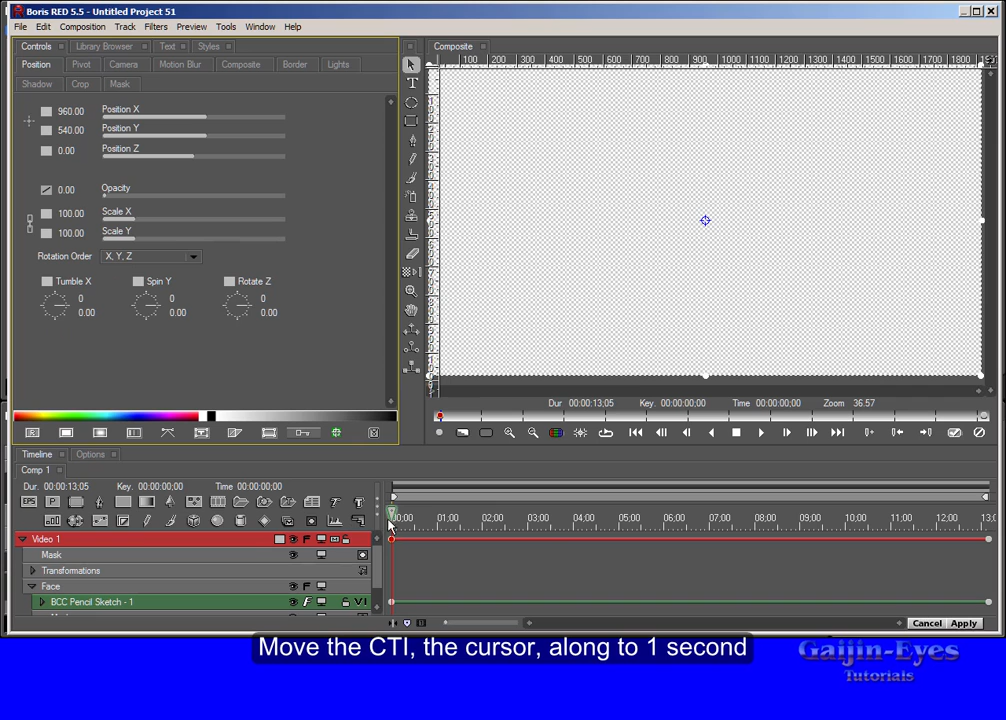 Boris RED 5.5 - Untitled Project 51
File Edit Composition Track Filters Preview Tools Window Help
Controls Library Browser Text Styles
Position Pivot Camera Motion Blur Composite Border Lights
Shadow Crop Mask
960.00 Position X
540.00 Position Y
0.00 Position Z
0.00 Opacity
100.00 Scale X
100.00 Scale Y
Rotation Order X, Y, Z
Tumble X Spin Y Rotate Z
0 0 0
0.00 0.00 0.00
Composite
100 200 300 400 500 600 700 800 900 1000 1100 1200 1300 1400 1500 1600 1700 1800
Dur 00:00:13;05 Key. 00:00:00;00 Time 00:00:00;00 Zoom 36.57
Timeline Options
Comp 1
Dur. 00:00:13;05 Key. 00:00:00;00 Time 00:00:00;00
00;00 01;00 02;00 03;00 04;00 05;00 06;00 07;00 08;00 09;00 10;00 11;00 12;00
Video 1
Mask
Transformations
Face
BCC Pencil Sketch - 1
Cancel Apply
Move the CTI, the cursor, along to 1 second
Gaijin-Eyes
Tutorials